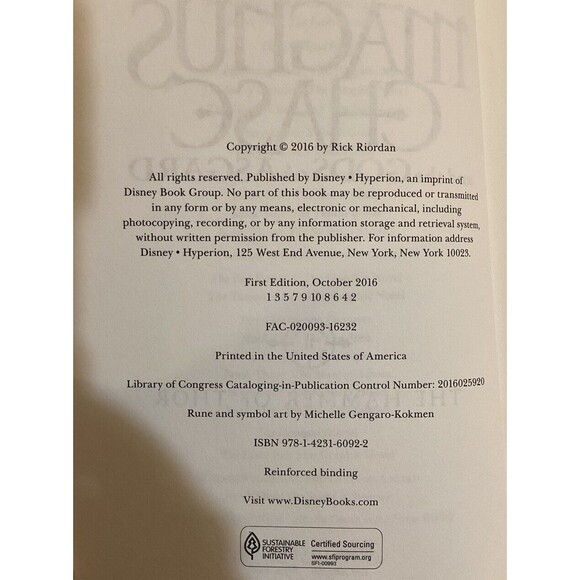 Copyright © 2016 by Rick Riordan
All rights reserved. Published by Disney • Hyperion, an imprint of
Disney Book Group. No part of this book may be reproduced or transmitted
in any form or by any means, electronic or mechanical, including
photocopying, recording, or by any information storage and retrieval system,
without written permission from the publisher. For information address
Disney • Hyperion, 125 West End Avenue, New York, New York 10023.
First Edition, October 2016
1 3 5 7 9 10 8 6 4 2
FAC-020093-16232
Printed in the United States of America
Library of Congress Cataloging-in-Publication Control Number: 2016025920
Rune and symbol art by Michelle Gengaro-Kokmen
ISBN 978-1-4231-6092-2
Reinforced binding
Visit www.DisneyBooks.com
SUSTAINABLE
FORESTRY
INITIATIVE
Certified Sourcing
www.sfiprogram.org
SFI-00993